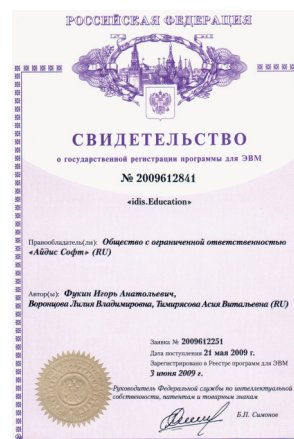 РОССИЙСКАЯ ФЕДЕРАЦИЯ
СВИДЕТЕЛЬСТВО
о государственной регистрации программы для ЭВМ
№ 2009612841
«idis.Education»
Правообладатель(ли): Общество с ограниченной ответственностью
«Айдис Софт» (RU)
Автор(ы): Фукин Игорь Анатольевич,
Воронцова Лилия Владимировна, Тимирясова Асия Витальевна (RU)
Заявка № 2009612251
Дата поступления 21 мая 2009 г.
Зарегистрировано в Реестре программ для ЭВМ
3 июня 2009 г.
Руководитель Федеральной службы по интеллектуальной
собственности, патентам и товарным знакам
Б.П. Симонов